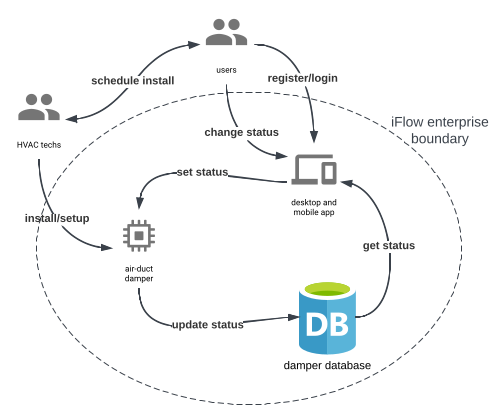 users
schedule install
register/login
iFlow enterprise
boundary
HVAC techs
change status
set status
desktop and
mobile app
install/setup
get status
air-duct
damper
DB
update status
damper database